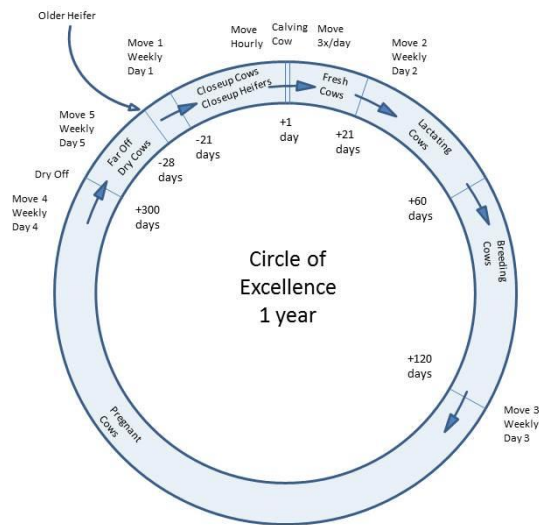 Older Heifer
Move 1
Weekly
Day 1
Move
Hourly
Calving
Cow
Move
3x/day
Move 2
Weekly
Day 2
Closeup Cows
Closeup Heifers
Fresh
Cows
Lactating
Cows
Breeding
Cows
Move 5
Weekly
Day 5
Far Off
Dry Cows
-28
days
-21
days
+1
day
+21
days
Dry Off
Move 4
Weekly
Day 4
+300
days
+60
days
Circle of
Excellence
1 year
+120
days
Move 3
Weekly
Day 3
Pregnant
Cows